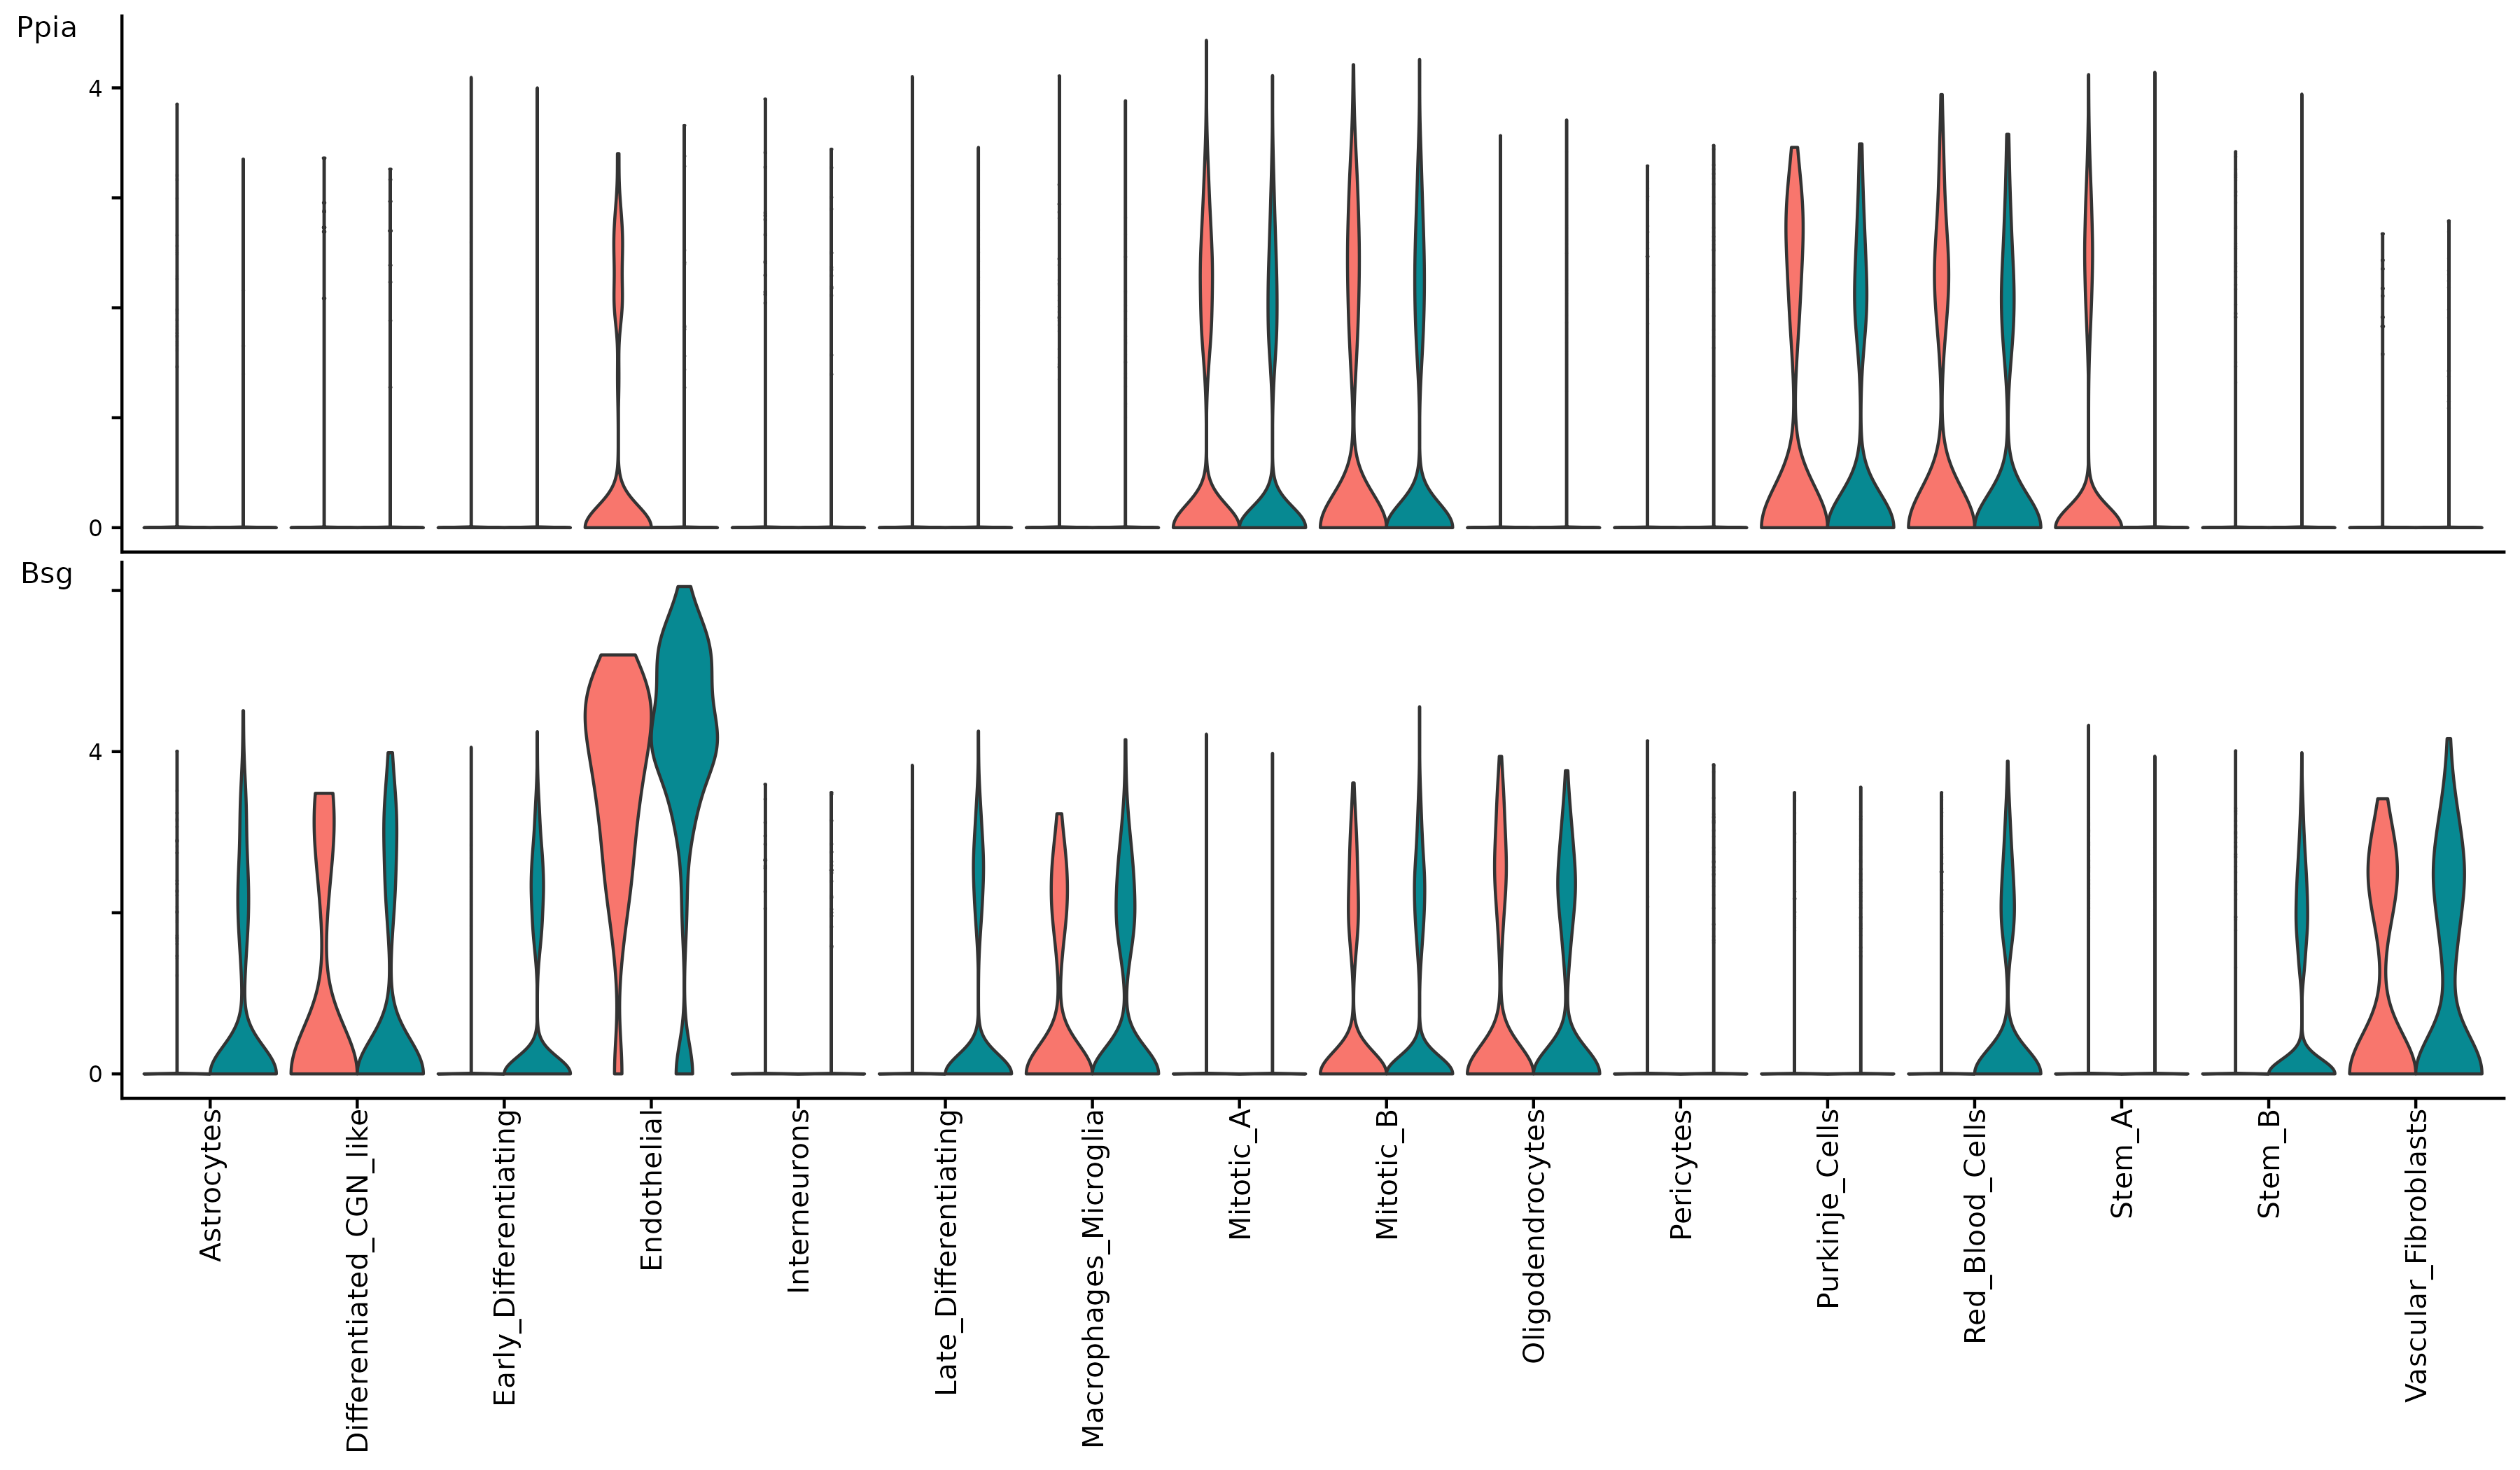 Ppia
4
0
Bsg
4
0
Astrocytes
Differentiated_CGN_like
Early_Differentiating
Endothelial
Interneurons
Late_Differentiating
Macrophages_Microglia
Mitotic_A
Mitotic_B
Oligodendrocytes
Pericytes
Purkinje_Cells
Red_Blood_Cells
Stem_A
Stem_B
Vascular_Fibroblasts